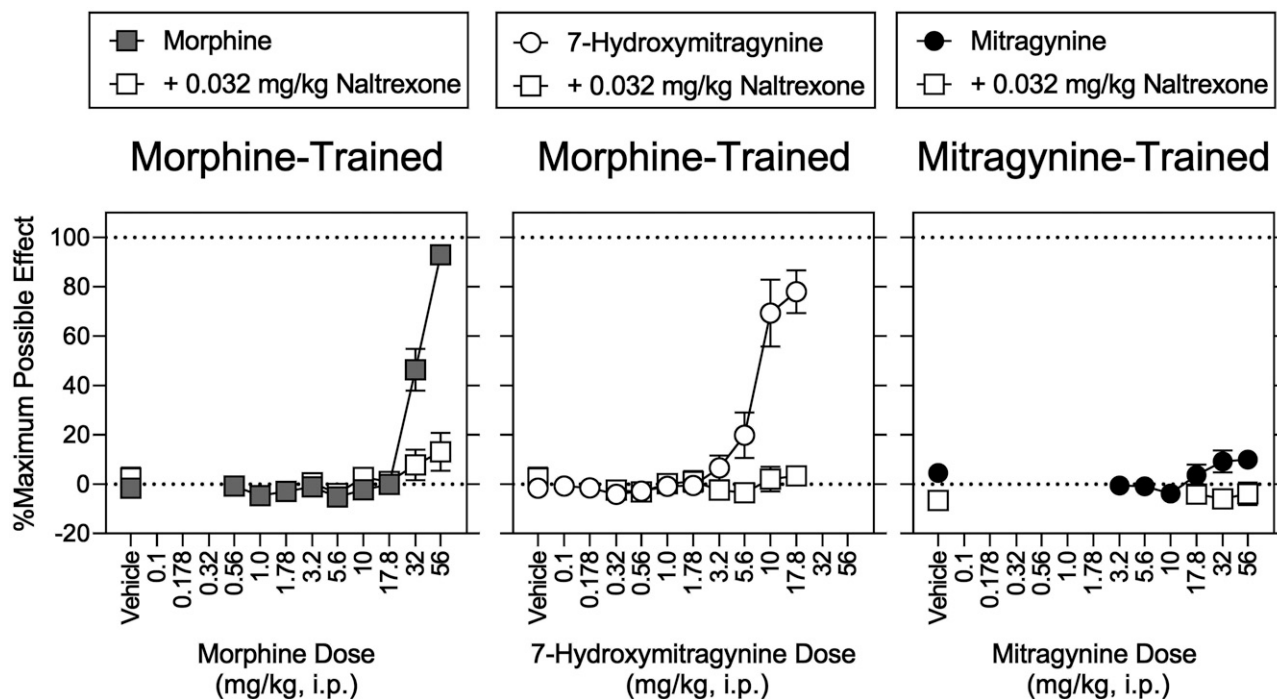 Morphine
+ 0.032 mg/kg Naltrexone
7-Hydroxymitragynine
+ 0.032 mg/kg Naltrexone
Mitragynine
+ 0.032 mg/kg Naltrexone
Morphine-Trained
Morphine-Trained
Mitragynine-Trained
%Maximum Possible Effect
100
80
60
40
20
0
-20
Vehicle 0.1 0.178 0.32 0.56 1.0 1.78 3.2 5.6 10 17.8 32 56
Vehicle 0.1 0.178 0.32 0.56 1.0 1.78 3.2 5.6 10 17.8 32 56
Vehicle 0.1 0.178 0.32 0.56 1.0 1.78 3.2 5.6 10 17.8 32 56
Morphine Dose
(mg/kg, i.p.)
7-Hydroxymitragynine Dose
(mg/kg, i.p.)
Mitragynine Dose
(mg/kg, i.p.)